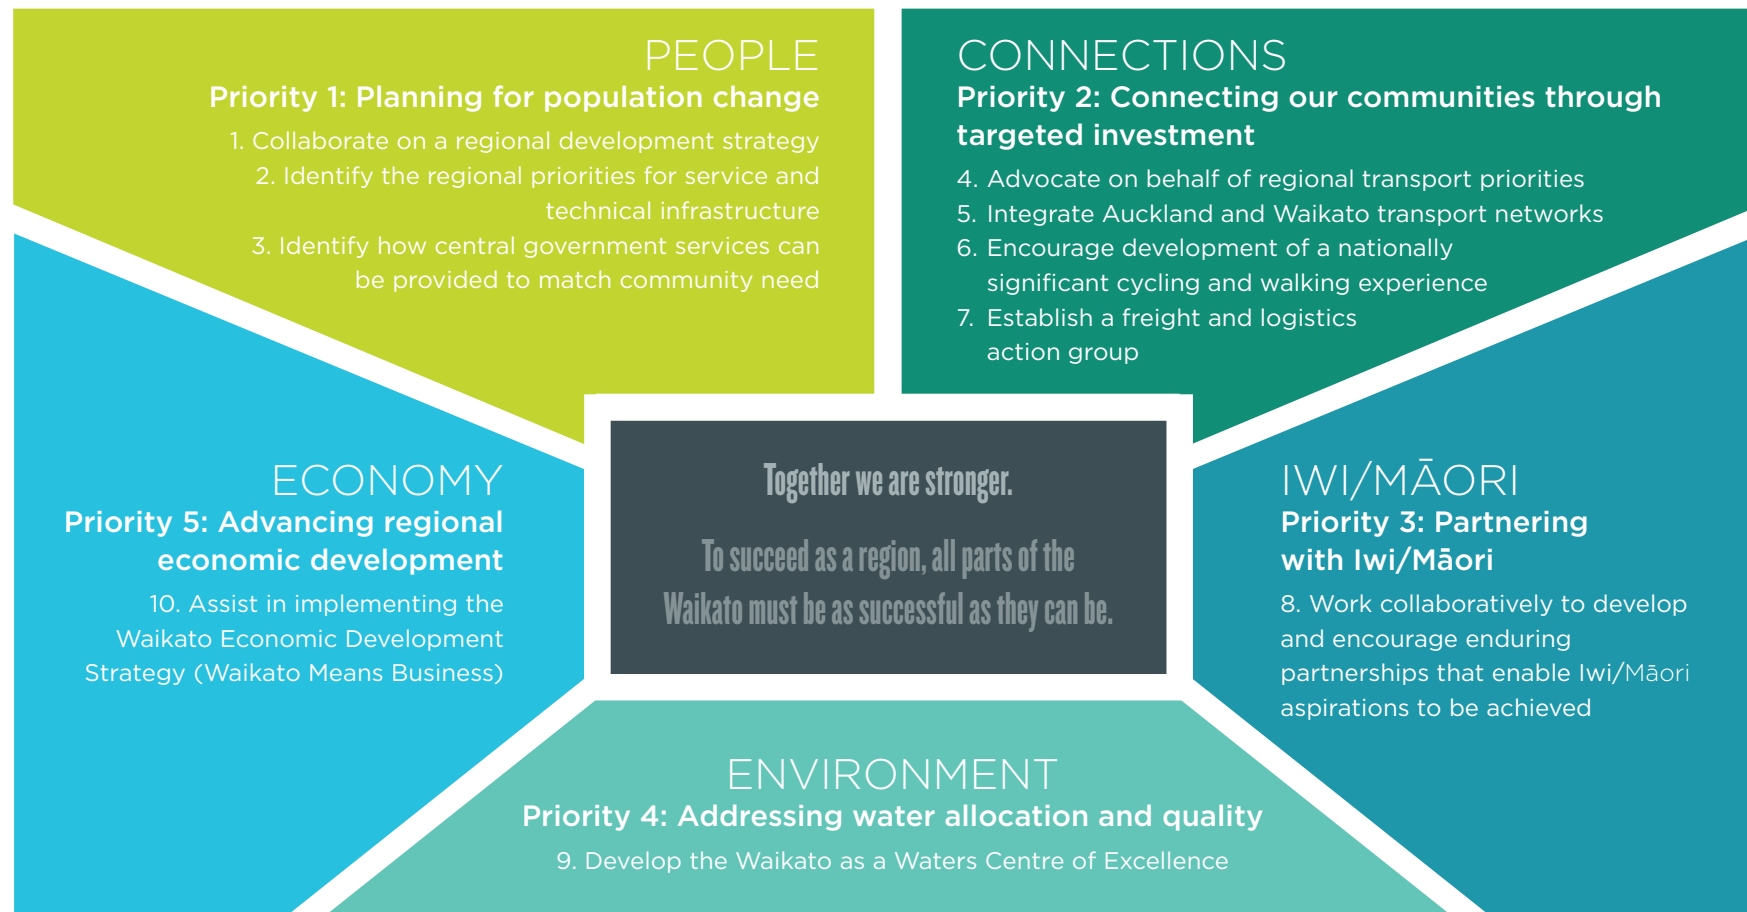 PEOPLE
Priority 1: Planning for population change
1. Collaborate on a regional development strategy
2. Identify the regional priorities for service and
technical infrastructure
3. Identify how central government services can
be provided to match community need
CONNECTIONS
Priority 2: Connecting our communities through
targeted investment
4. Advocate on behalf of regional transport priorities
5. Integrate Auckland and Waikato transport networks
6. Encourage development of a nationally
significant cycling and walking experience
7. Establish a freight and logistics
action group
IWI/MĀORI
Priority 3: Partnering
with Iwi/Māori
8. Work collaboratively to develop
and encourage enduring
partnerships that enable Iwi/Māori
aspirations to be achieved
ENVIRONMENT
Priority 4: Addressing water allocation and quality
9. Develop the Waikato as a Waters Centre of Excellence
ECONOMY
Priority 5: Advancing regional
economic development
10. Assist in implementing the
Waikato Economic Development
Strategy (Waikato Means Business)
Together we are stronger.
To succeed as a region, all parts of the
Waikato must be as successful as they can be.